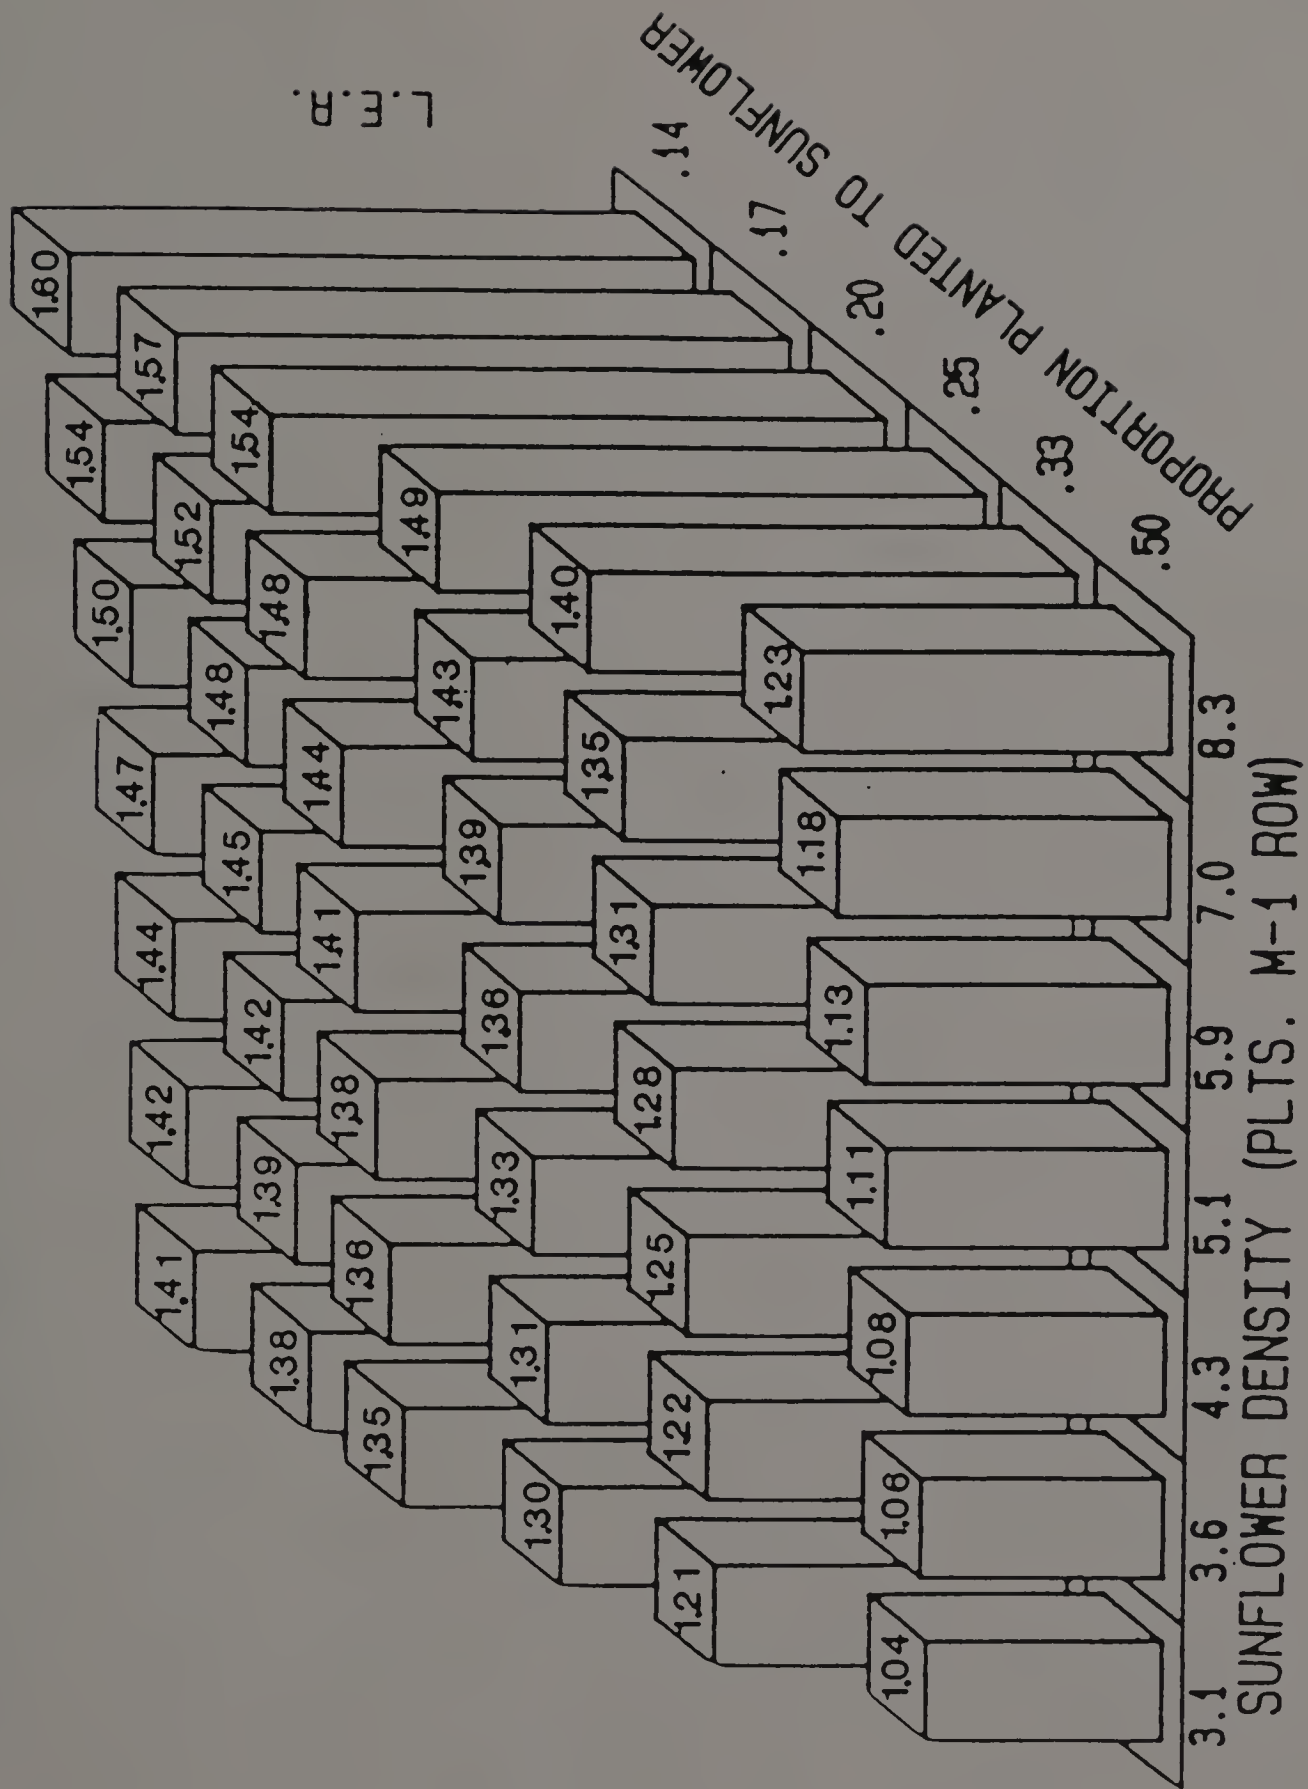 L.E.R.
1.41 1.42 1.44 1.47 1.50 1.54 1.60
1.38 1.39 1.42 1.45 1.48 1.52 1.57
1.35 1.36 1.38 1.41 1.44 1.48 1.54
1.30 1.31 1.33 1.36 1.39 1.43 1.49
1.21 1.22 1.25 1.28 1.31 1.35 1.40
1.04 1.06 1.08 1.11 1.13 1.18 1.23
.14
.17
.20
.25
.33
.50
PROPORTION PLANTED TO SUNFLOWER
3.1 3.6 4.3 5.1 5.9 7.0 8.3
SUNFLOWER DENSITY (PLTS. M-1 ROW)